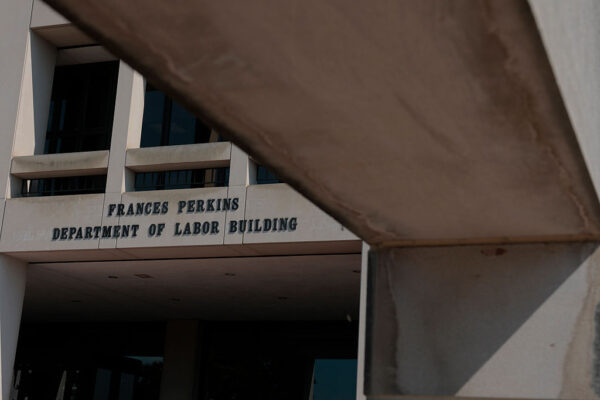 FRANCES PERKINS
DEPARTMENT OF LABOR BUILDING